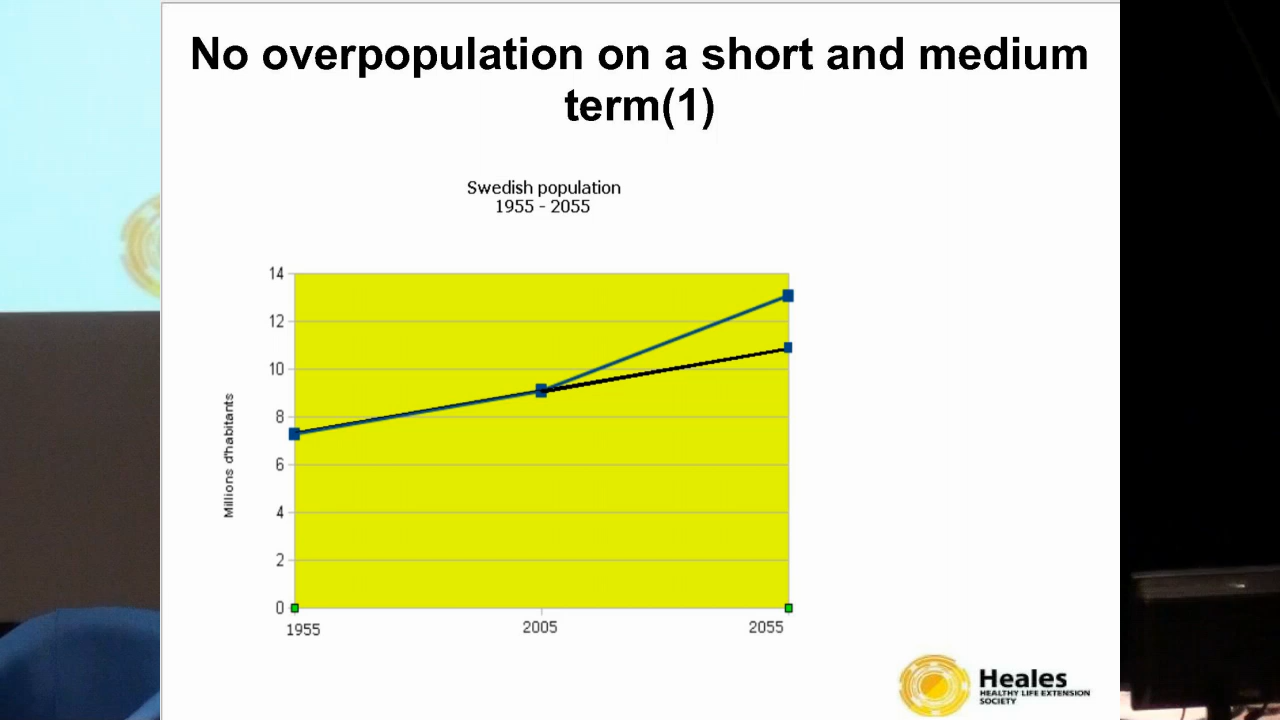 No overpopulation on a short and medium
term(1)
Swedish population
1955 - 2055
Millions d'habitants
14
12
10
8
6
4
2
0
1955
2005
2055
Heales
HEALTHY LIFE EXTENSION
SOCIETY